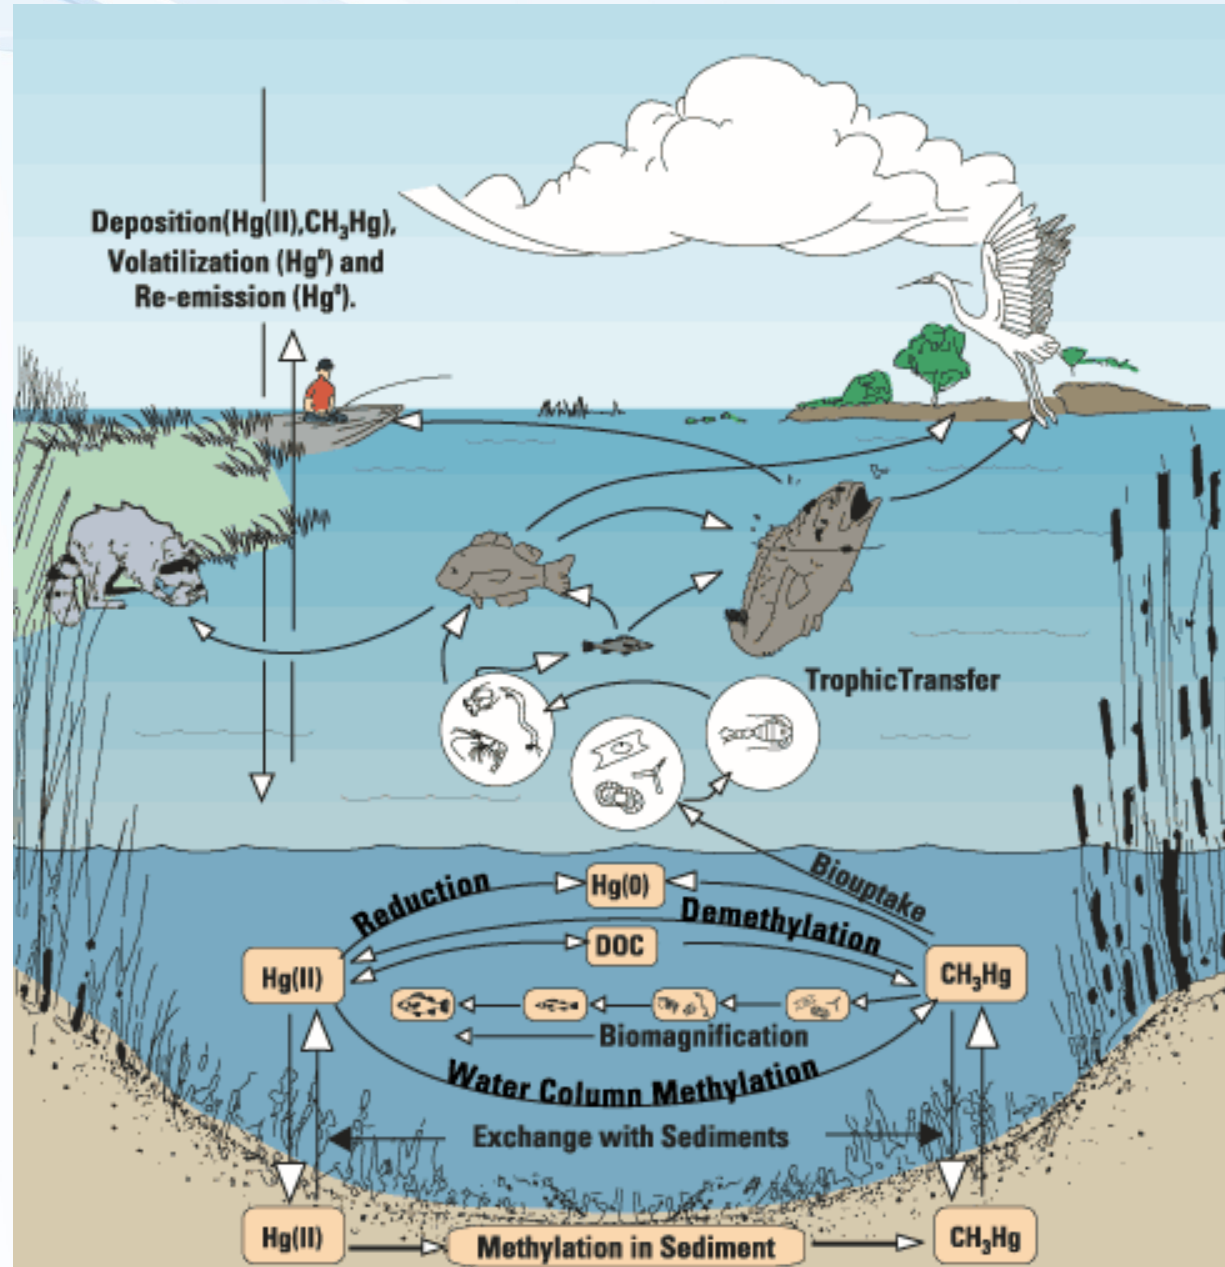 Deposition(Hg(II),CH₃Hg),
Volatilization (Hg⁰) and
Re-emission (Hg⁰).
TrophicTransfer
Biouptake
Reduction
Hg(0)
Demethylation
DOC
Hg(II)
CH₃Hg
Biomagnification
Water Column Methylation
Exchange with Sediments
Hg(II)
Methylation in Sediment
CH₃Hg